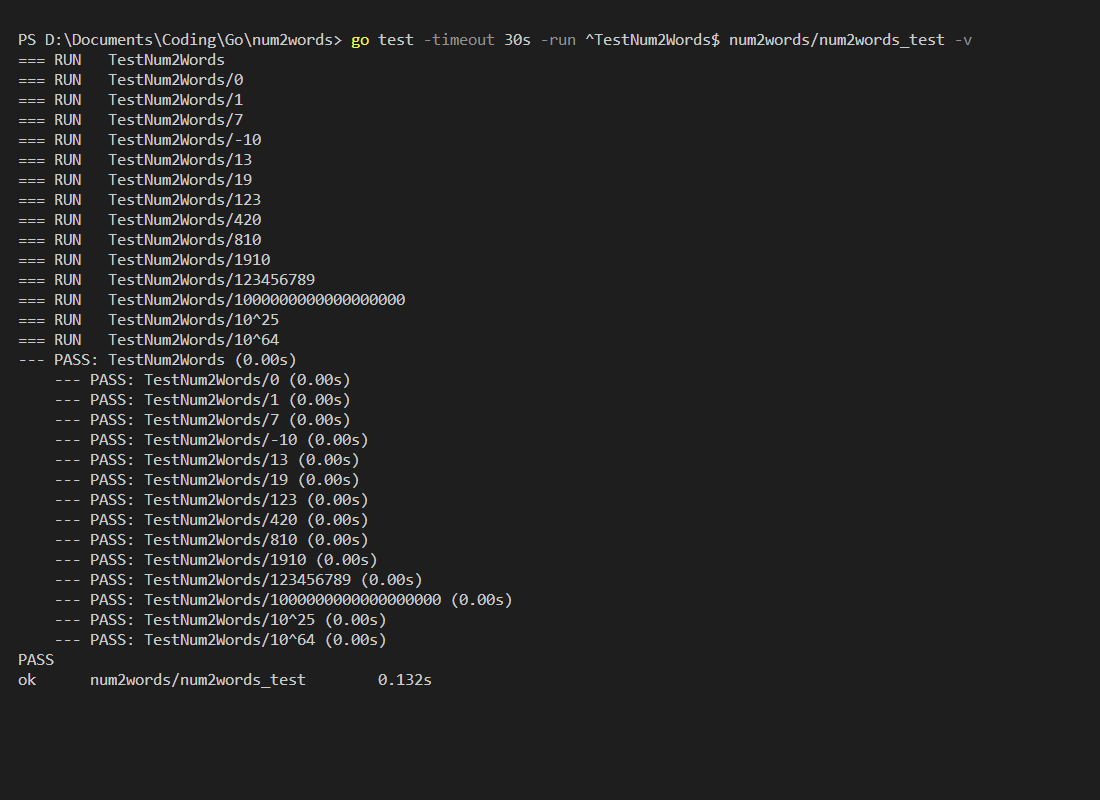 PS D:\Documents\Coding\Go\num2words> go test -timeout 30s -run ^TestNum2Words$ num2words/num2words_test -v
=== RUN   TestNum2Words
=== RUN   TestNum2Words/0
=== RUN   TestNum2Words/1
=== RUN   TestNum2Words/7
=== RUN   TestNum2Words/-10
=== RUN   TestNum2Words/13
=== RUN   TestNum2Words/19
=== RUN   TestNum2Words/123
=== RUN   TestNum2Words/420
=== RUN   TestNum2Words/810
=== RUN   TestNum2Words/1910
=== RUN   TestNum2Words/123456789
=== RUN   TestNum2Words/1000000000000000000
=== RUN   TestNum2Words/10^25
=== RUN   TestNum2Words/10^64
--- PASS: TestNum2Words (0.00s)
    --- PASS: TestNum2Words/0 (0.00s)
    --- PASS: TestNum2Words/1 (0.00s)
    --- PASS: TestNum2Words/7 (0.00s)
    --- PASS: TestNum2Words/-10 (0.00s)
    --- PASS: TestNum2Words/13 (0.00s)
    --- PASS: TestNum2Words/19 (0.00s)
    --- PASS: TestNum2Words/123 (0.00s)
    --- PASS: TestNum2Words/420 (0.00s)
    --- PASS: TestNum2Words/810 (0.00s)
    --- PASS: TestNum2Words/1910 (0.00s)
    --- PASS: TestNum2Words/123456789 (0.00s)
    --- PASS: TestNum2Words/1000000000000000000 (0.00s)
    --- PASS: TestNum2Words/10^25 (0.00s)
    --- PASS: TestNum2Words/10^64 (0.00s)
PASS
ok      num2words/num2words_test        0.132s